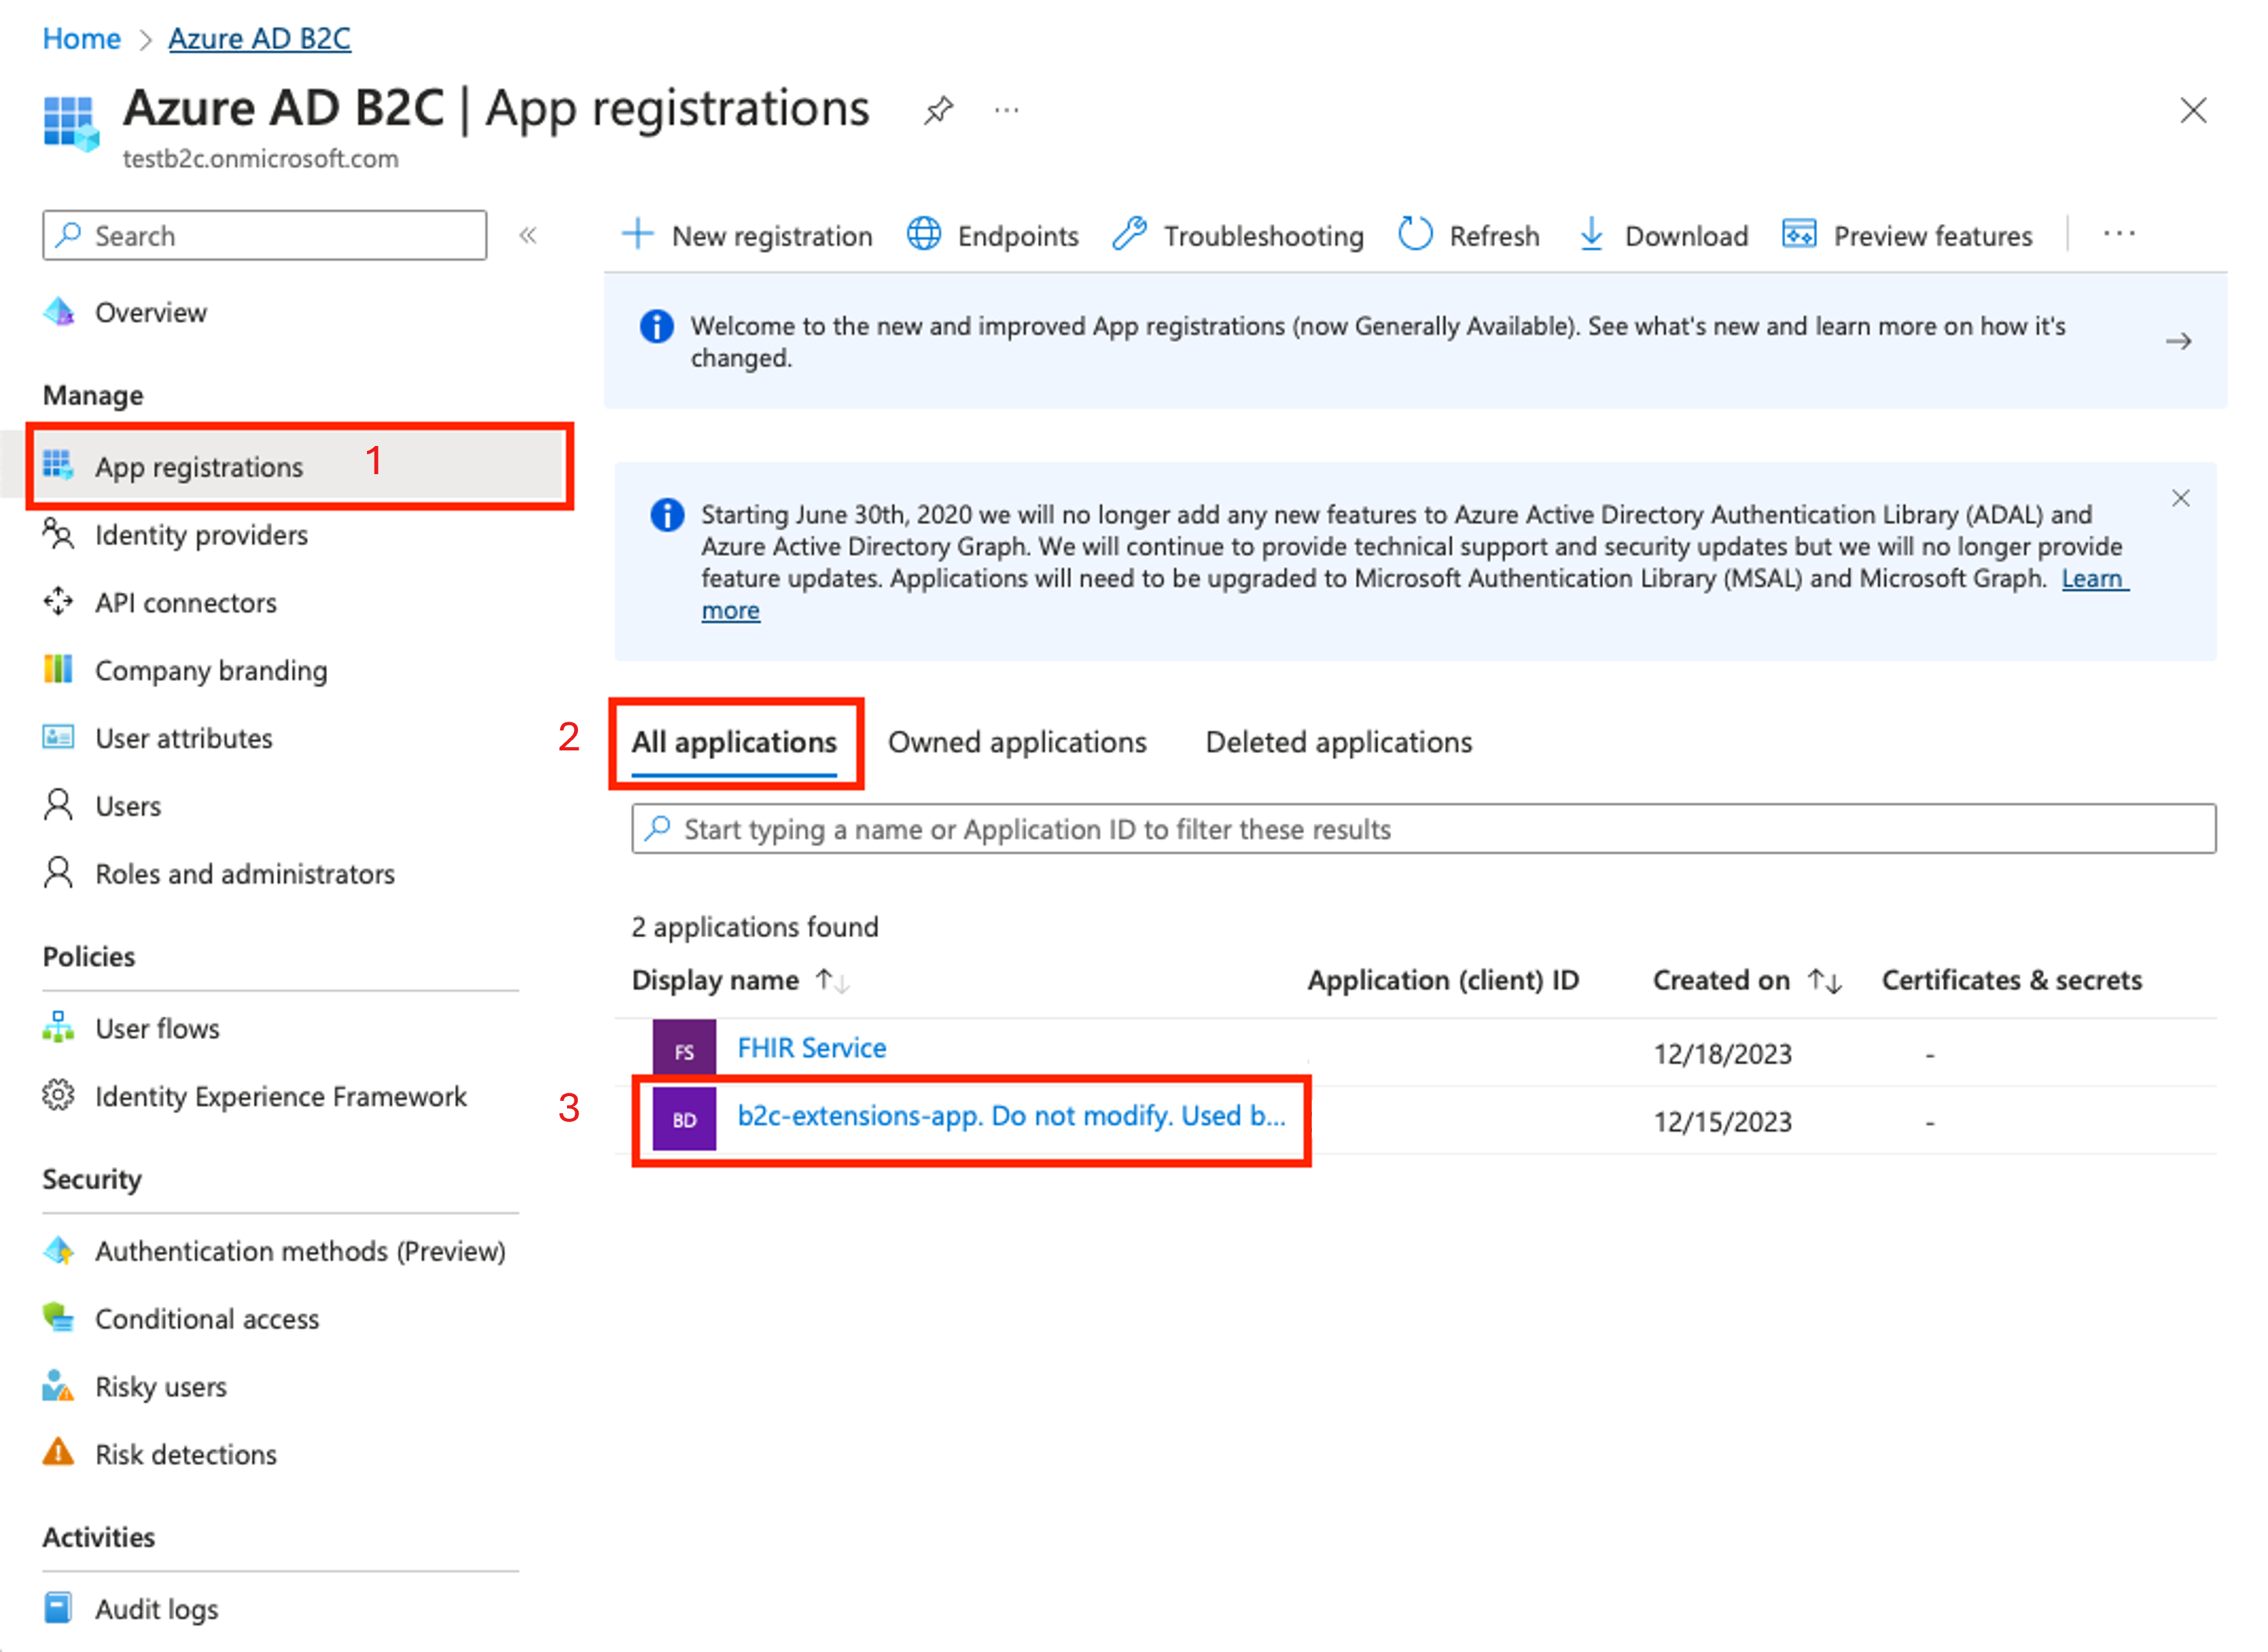 Home > Azure AD B2C
Azure AD B2C | App registrations ...
testb2c.onmicrosoft.com
Search
«
New registration
Endpoints
Troubleshooting
Refresh
Download
Preview features
...
Overview
Manage
App registrations 1
Identity providers
API connectors
Company branding
User attributes
Users
Roles and administrators
Policies
User flows
Identity Experience Framework
Security
Authentication methods (Preview)
Conditional access
Risky users
Risk detections
Activities
Audit logs
Welcome to the new and improved App registrations (now Generally Available). See what's new and learn more on how it's
changed.
Starting June 30th, 2020 we will no longer add any new features to Azure Active Directory Authentication Library (ADAL) and
Azure Active Directory Graph. We will continue to provide technical support and security updates but we will no longer provide
feature updates. Applications will need to be upgraded to Microsoft Authentication Library (MSAL) and Microsoft Graph. Learn
more
2 All applications Owned applications Deleted applications
Start typing a name or Application ID to filter these results
2 applications found
Display name ↑↓ Application (client) ID Created on ↑↓ Certificates & secrets
FS FHIR Service 12/18/2023 -
3 BD b2c-extensions-app. Do not modify. Used b... 12/15/2023 -